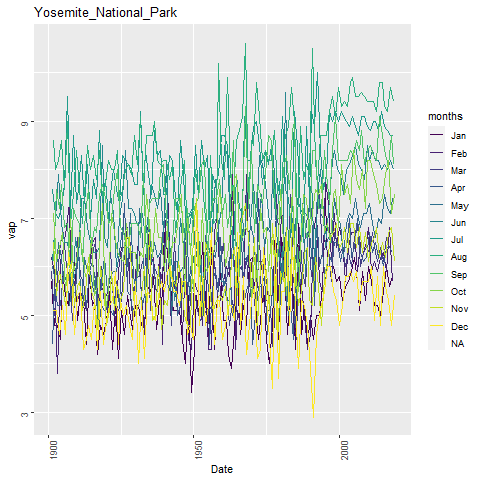 Yosemite_National_Park
9
7
5
3
vap
1900
1950
2000
Date
months
Jan
Feb
Mar
Apr
May
Jun
Jul
Aug
Sep
Oct
Nov
Dec
NA